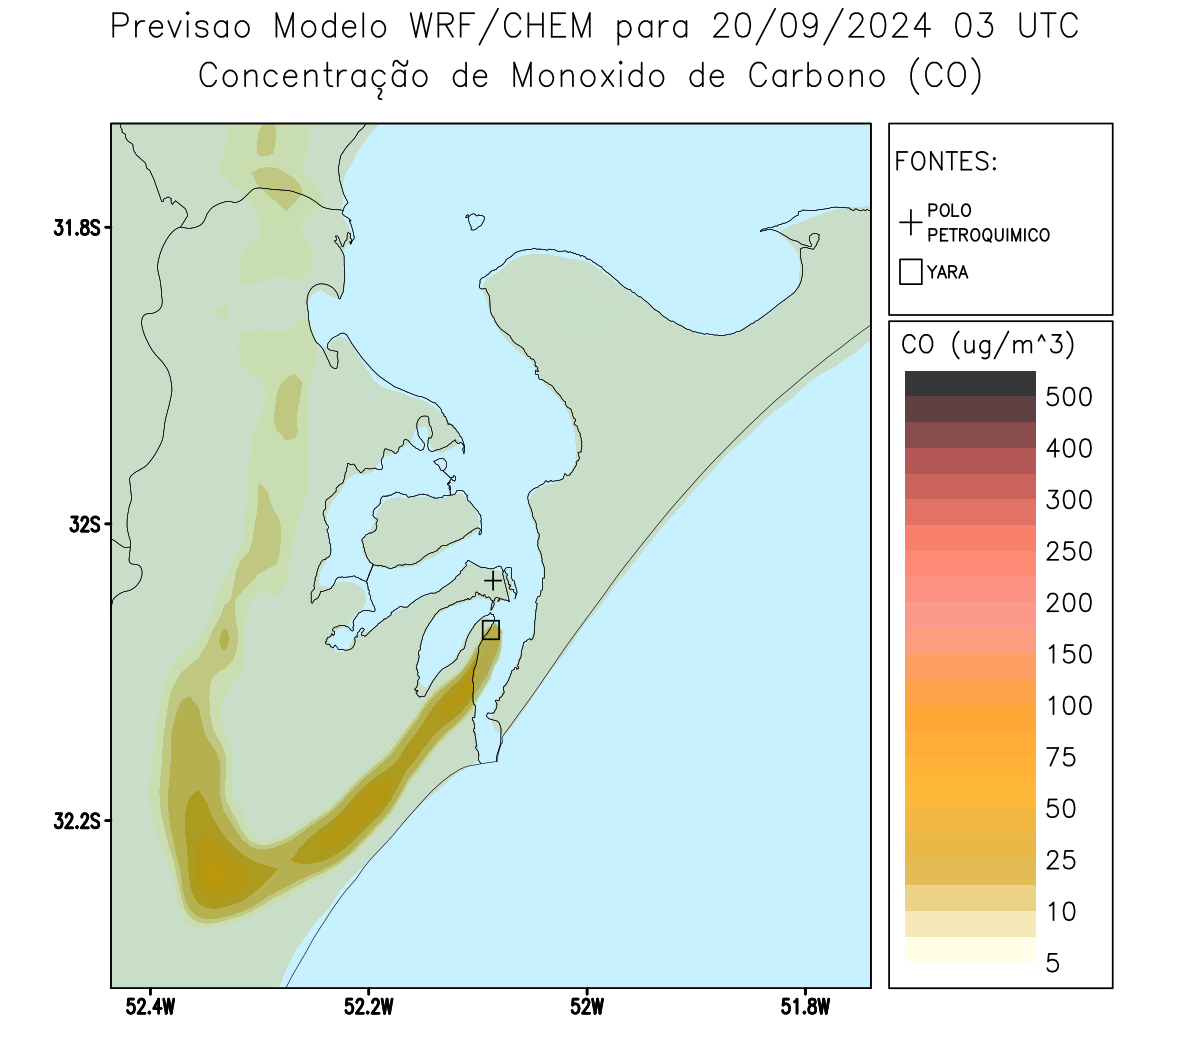 Previsao Modelo WRF/CHEM para 20/09/2024 03 UTC
Concentração de Monoxido de Carbono (CO)
FONTES:
POLO
PETROQUIMICO
YARA
CO (ug/m^3)
500
400
300
250
200
150
100
75
50
25
10
5
31.8S
32S
32.2S
52.4W
52.2W
52W
51.8W